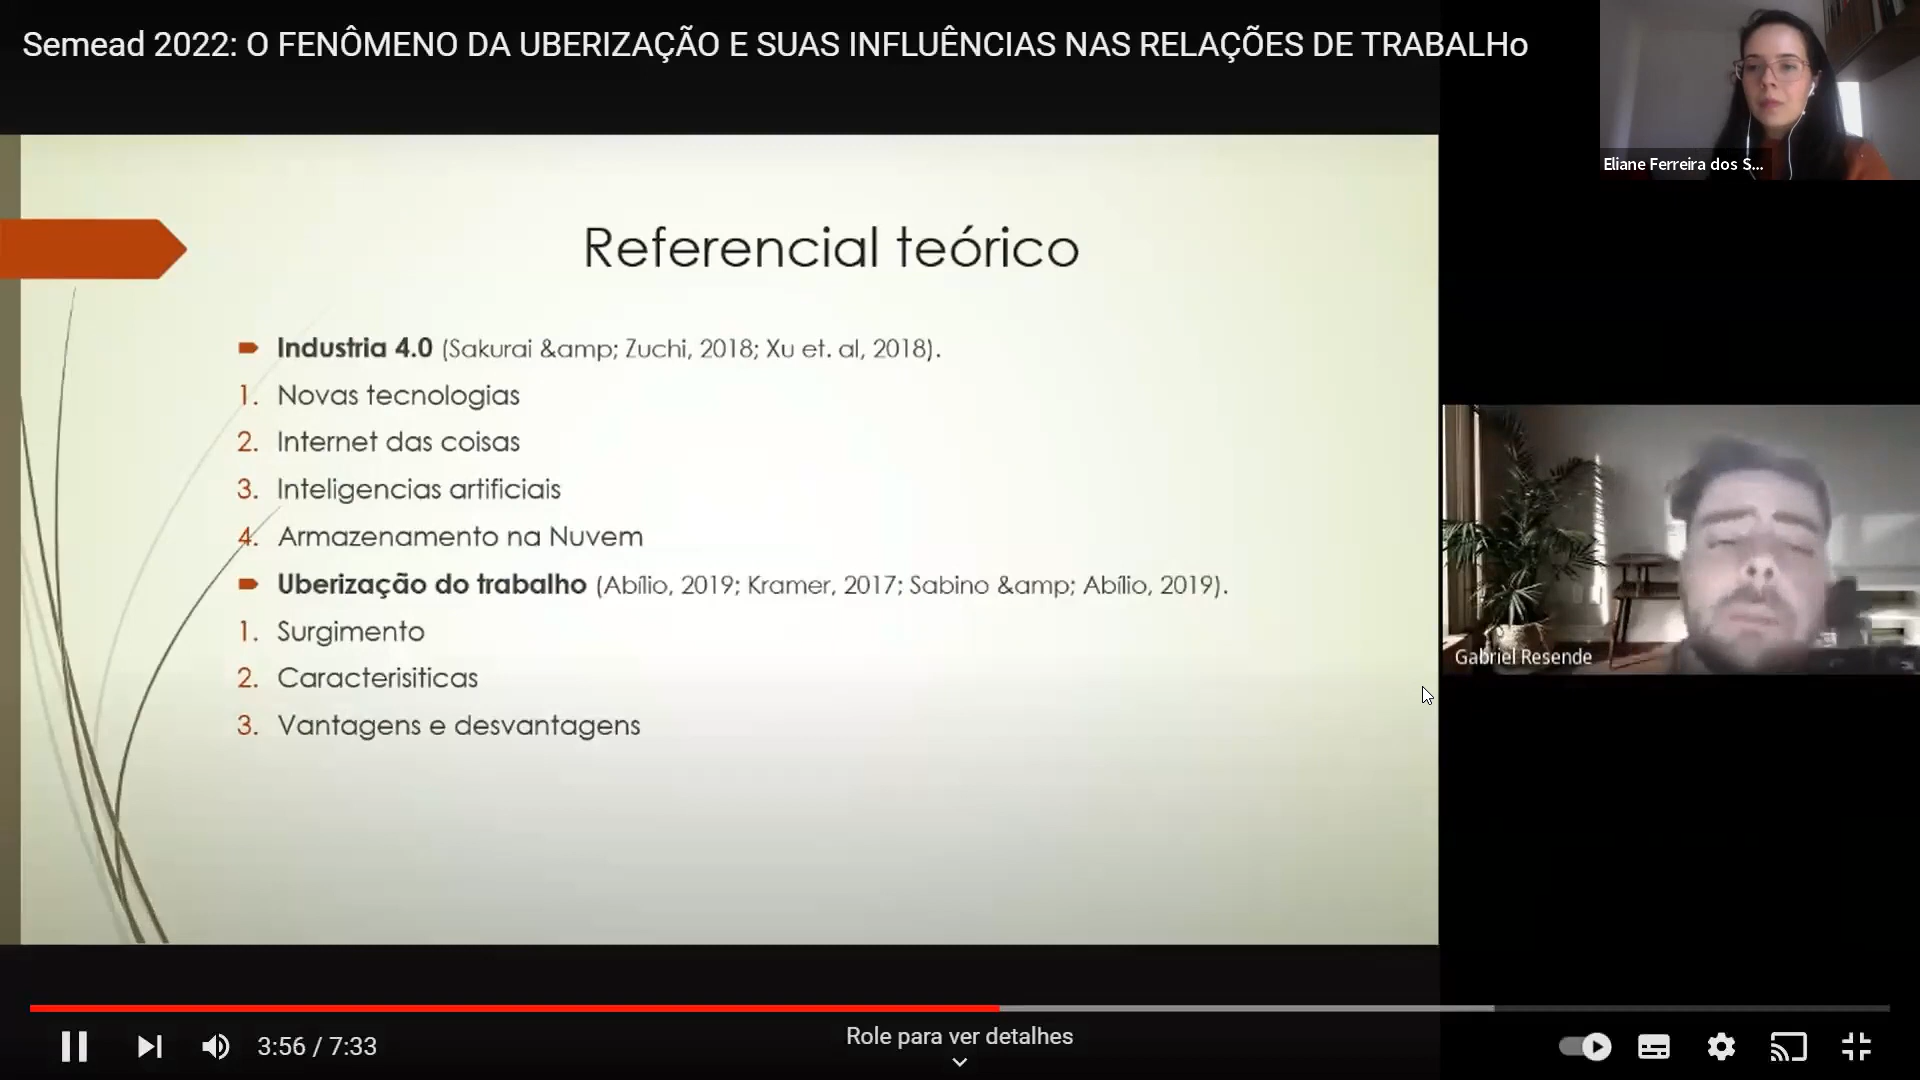 Semead 2022: O FENÔMENO DA UBERIZAÇÃO E SUAS INFLUÊNCIAS NAS RELAÇÕES DE TRABALHo
Eliane Ferreira dos S...
Referencial teórico
Industria 4.0 (Sakurai &amp; Zuchi, 2018; Xu et. al, 2018).
1. Novas tecnologias
2. Internet das coisas
3. Inteligencias artificiais
4. Armazenamento na Nuvem
Uberização do trabalho (Abílio, 2019; Kramer, 2017; Sabino &amp; Abílio, 2019).
1. Surgimento
2. Caracterisiticas
3. Vantagens e desvantagens
Gabriel Resende
3:56 / 7:33
Role para ver detalhes